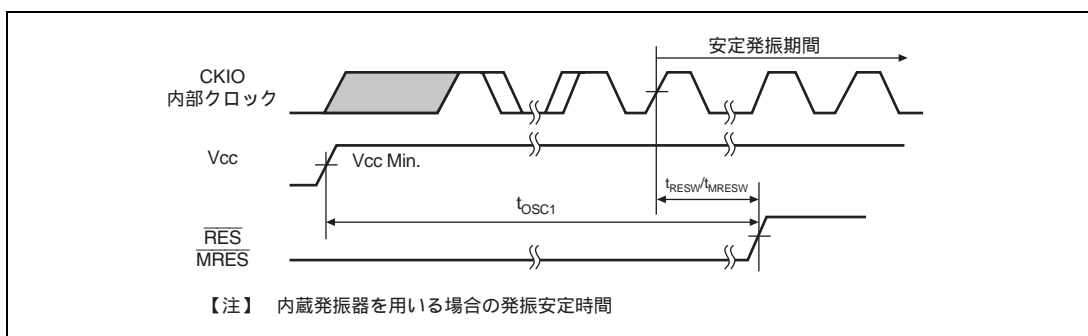 安定発振期間
CKIO
内部クロック
Vcc
Vcc Min.
tRESW/tMRESW
tOSC1
RES
MRES
【注】 内蔵発振器を用いる場合の発振安定時間